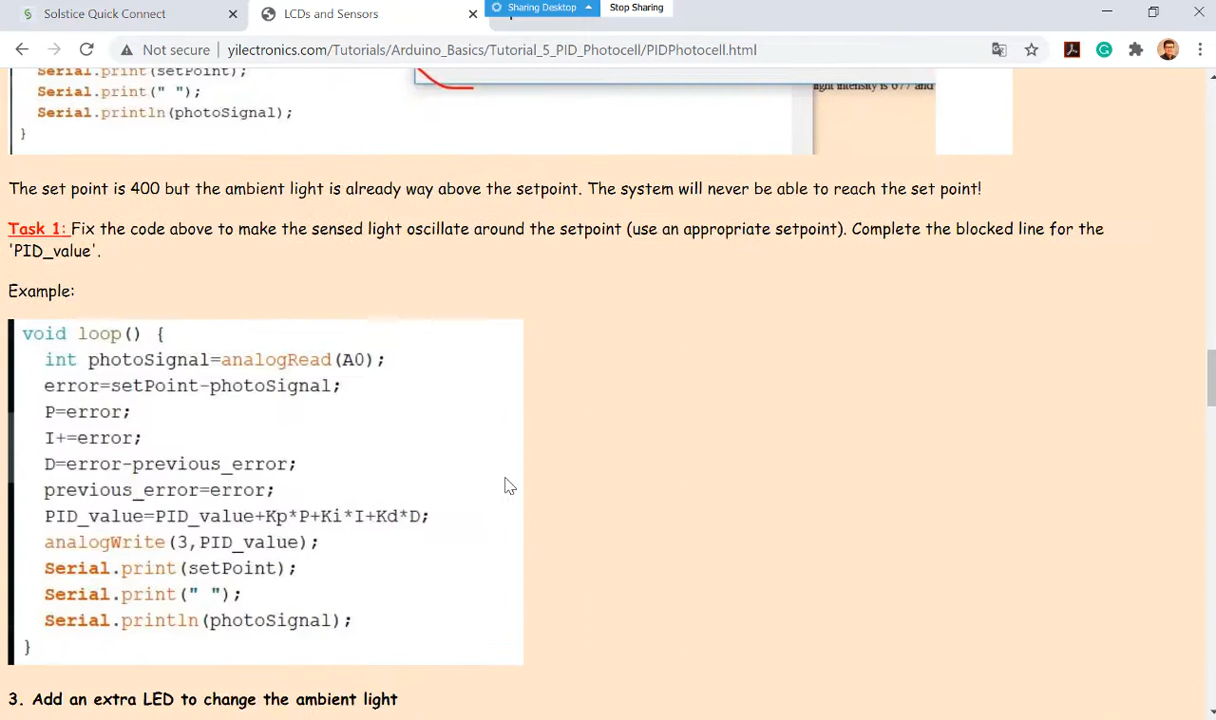 Solstice Quick Connect
LCDs and Sensors
Sharing Desktop
Stop Sharing
Not secure
yilectronics.com/Tutorials/Arduino_Basics/Tutorial_5_PID_Photocell/PIDPhotocell.html
Serial.print(setPoint);
Serial.print(" ");
Serial.println(photoSignal);
}
light intensity is 677 and
The set point is 400 but the ambient light is already way above the setpoint. The system will never be able to reach the set point!
Task 1: Fix the code above to make the sensed light oscillate around the setpoint (use an appropriate setpoint). Complete the blocked line for the
'PID_value'.
Example:
void loop() {
int photoSignal=analogRead(A0);
error=setPoint-photoSignal;
P=error;
I+=error;
D=error-previous_error;
previous_error=error;
PID_value=PID_value+Kp*P+Ki*I+Kd*D;
analogWrite(3,PID_value);
Serial.print(setPoint);
Serial.print(" ");
Serial.println(photoSignal);
}
3. Add an extra LED to change the ambient light